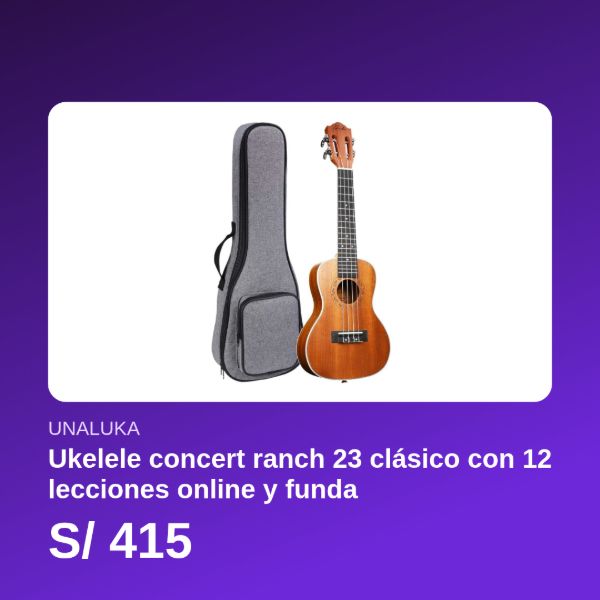 UNALUKA
Ukelele concert ranch 23 clásico con 12
lecciones online y funda
S/ 415